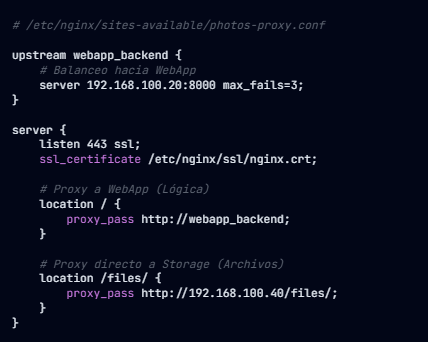 # /etc/nginx/sites-available/photos-proxy.conf
upstream webapp_backend {
# Balanceo hacia WebApp
server 192.168.100.20:8000 max_fails=3;
}
server {
listen 443 ssl;
ssl_certificate /etc/nginx/ssl/nginx.crt;
# Proxy a WebApp (Lógica)
location / {
proxy_pass http://webapp_backend;
}
# Proxy directo a Storage (Archivos)
location /files/ {
proxy_pass http://192.168.100.40/files/;
}
}